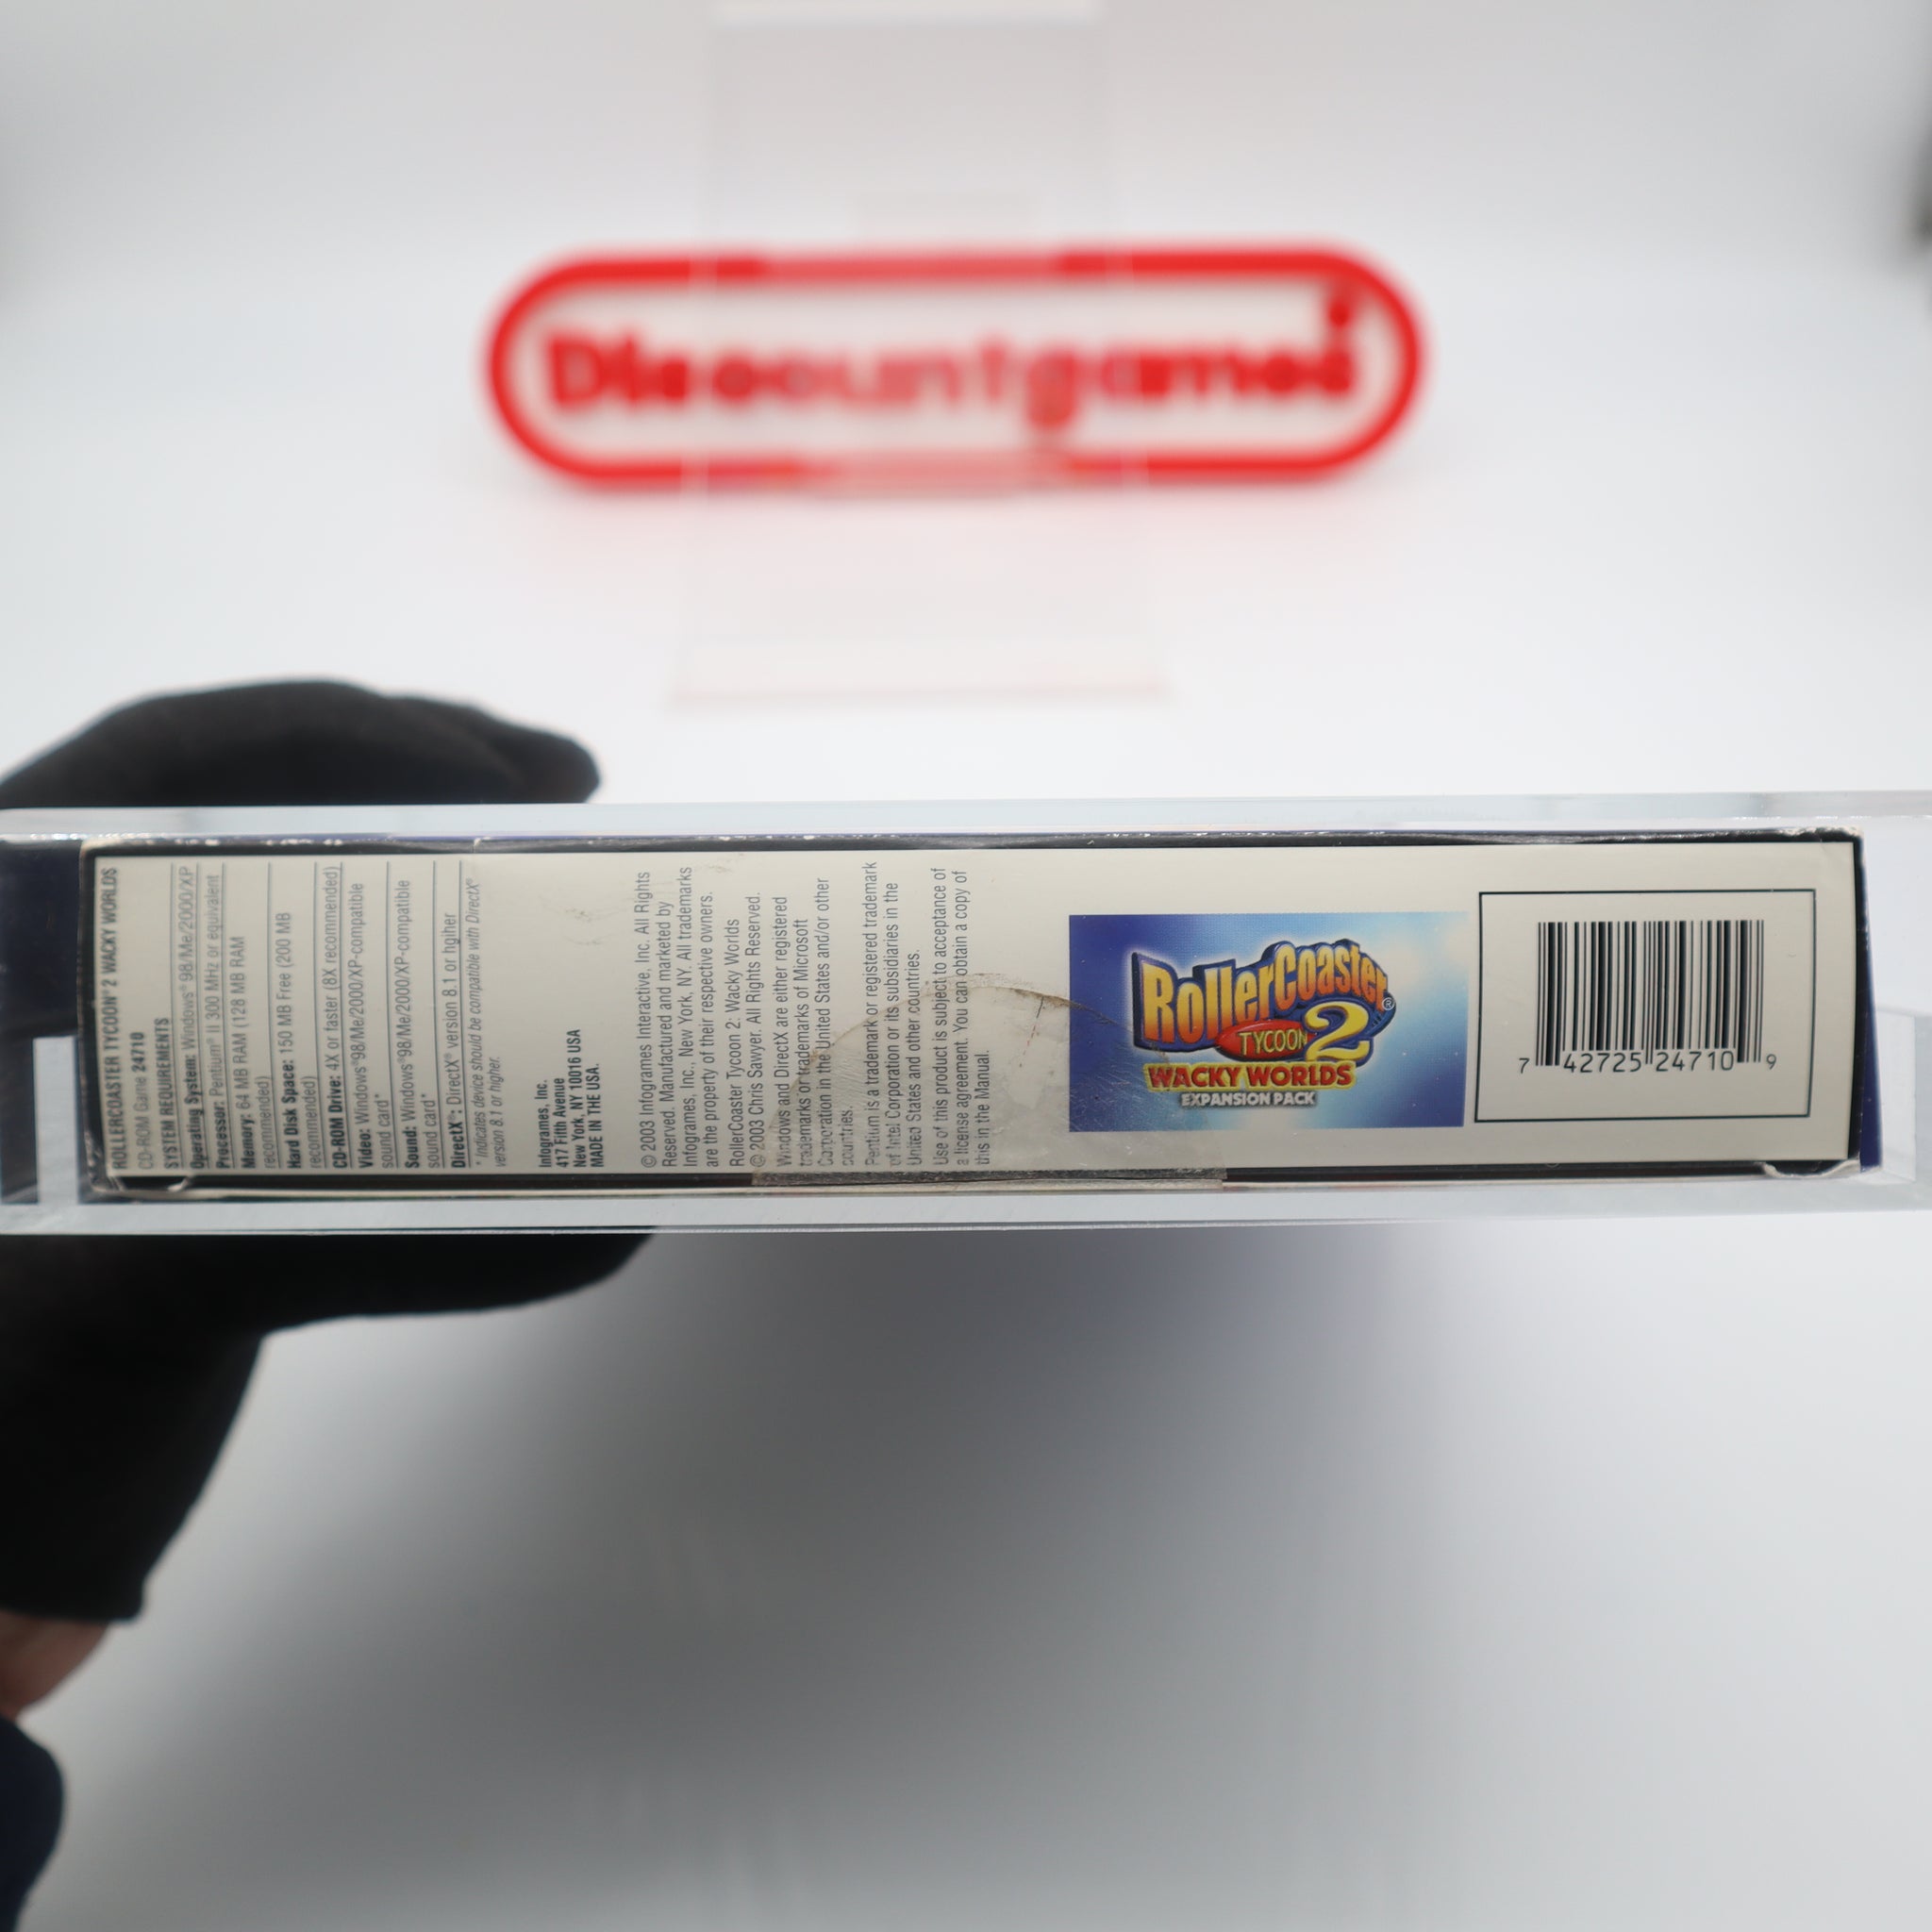 Discountgames
ROLLERCOASTER TYCOON® 2 WACKY WORLDS
CD-ROM Game 24710
SYSTEM REQUIREMENTS
Operating System: Windows® 98/Me/2000/XP
Processor: Pentium® II 300 MHz or equivalent
Memory: 64 MB RAM (128 MB RAM
recommended)
Hard Disk Space: 150 MB Free (200 MB
recommended)
CD-ROM Drive: 4X or faster (8X recommended)
Video: Windows® 98/Me/2000/XP-compatible
sound card*
Sound: Windows® 98/Me/2000/XP-compatible
sound card*
DirectX®: DirectX® version 8.1 or hgiher
* Indicates device should be compatible with DirectX®
version 8.1 or higher.
Infogrames, Inc.
417 Fifth Avenue
New York, NY 10016 USA
MADE IN THE USA.
© 2003 Infogrames Interactive, Inc. All Rights
Reserved. Manufactured and marketed by
Infogrames, Inc., New York, NY. All trademarks
are the property of their respective owners.
RollerCoaster Tycoon 2: Wacky Worlds
© 2003 Chris Sawyer. All Rights Reserved.
Windows and DirectX are either registered
trademarks or trademarks of Microsoft
Corporation in the United States and/or other
countries.
Pentium is a trademark or registered trademark
of Intel Corporation or its subsidiaries in the
United States and other countries.
Use of this product is subject to acceptance of
a license agreement. You can obtain a copy of
this in the Manual.
RollerCoaster®
TYCOON 2
WACKY WORLDS
EXPANSION PACK
7 42725 24710 9